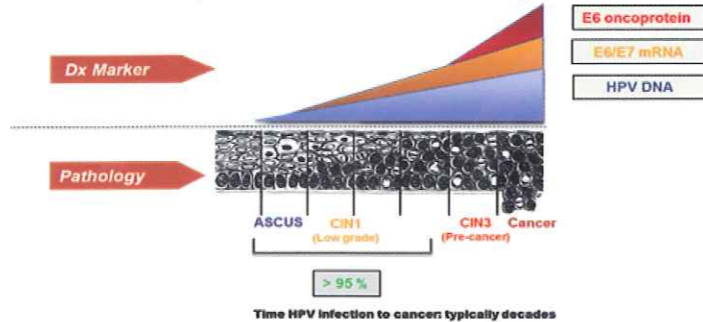 E6 oncoprotein
Dx Marker
E6/E7 mRNA
HPV DNA
Pathology
ASCUS CIN1 CIN3 Cancer
(Low grade) (Pre-cancer)
> 95 %
Time HPV infection to cancer: typically decades